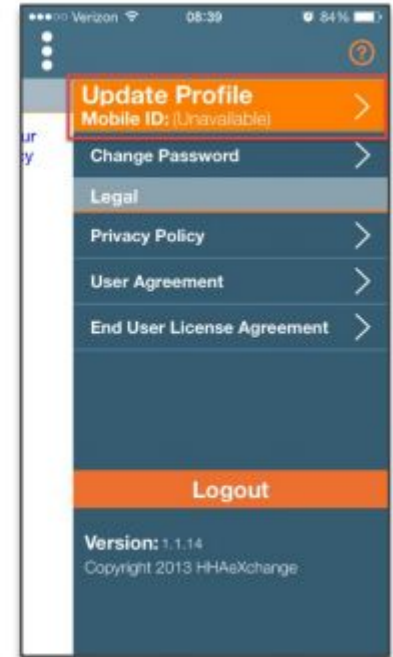 Verizon 08:39 84%
?
Update Profile
Mobile ID: (Unavailable)
ur
y
Change Password
Legal
Privacy Policy
User Agreement
End User License Agreement
Logout
Version: 1.1.14
Copyright 2013 HHAeXchange